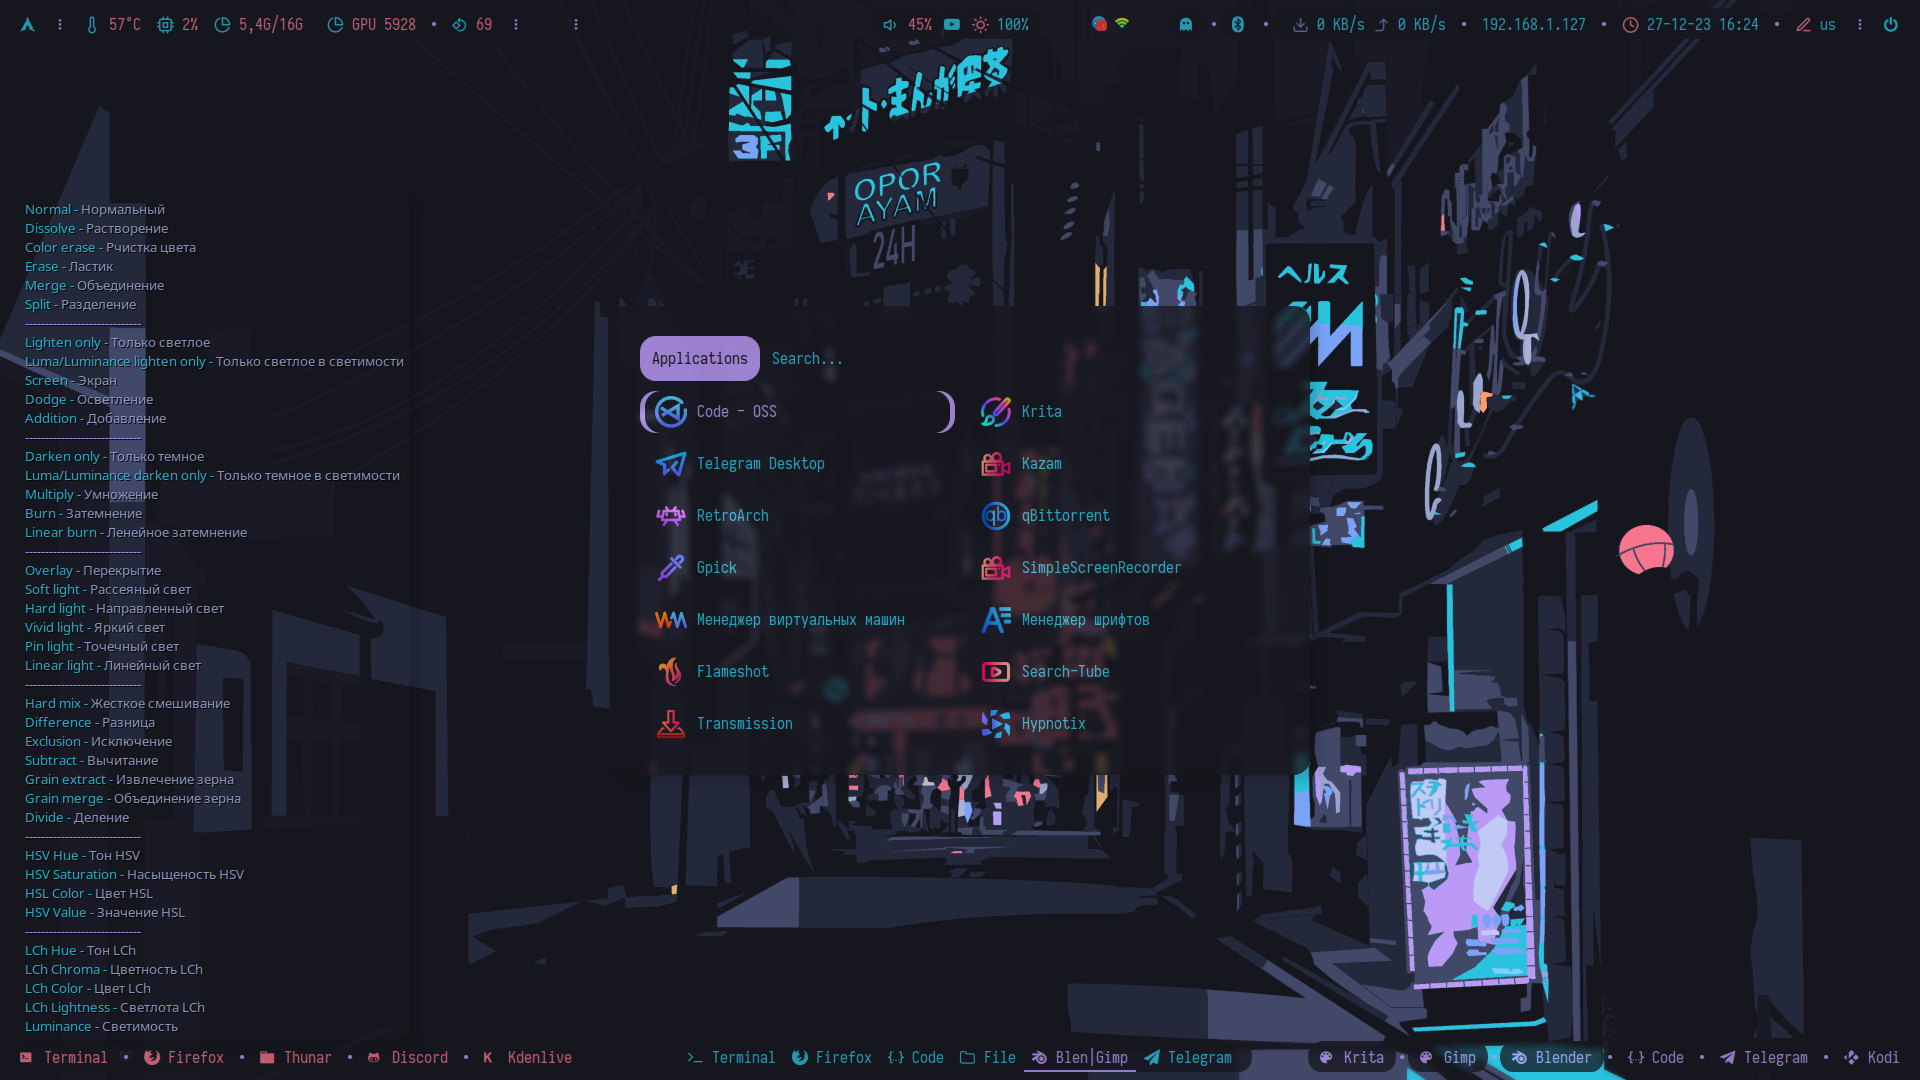 57°C 2% 5,4G/16G GPU 5928 • 69 45% 100% 0 KB/s 0 KB/s • 192.168.1.127 • 27-12-23 16:24 • us
ット・まんが喫茶
3F
OPOR
AYAM
24H
ヘルス
Normal - Нормальный
Dissolve - Растворение
Color erase - Рчистка цвета
Erase - Ластик
Merge - Объединение
Split - Разделение
-----------------------------
Lighten only - Только светлое
Luma/Luminance lighten only - Только светлое в светимости
Screen - Экран
Dodge - Осветление
Addition - Добавление
-----------------------------
Darken only - Только темное
Luma/Luminance darken only - Только темное в светимости
Multiply - Умножение
Burn - Затемнение
Linear burn - Ленейное затемнение
-----------------------------
Overlay - Перекрытие
Soft light - Рассеяный свет
Hard light - Направленный свет
Vivid light - Яркий свет
Pin light - Точечный свет
Linear light - Линейный свет
-----------------------------
Hard mix - Жесткое смешивание
Difference - Разница
Exclusion - Исключение
Subtract - Вычитание
Grain extract - Извлечение зерна
Grain merge - Объединение зерна
Divide - Деление
-----------------------------
HSV Hue - Тон HSV
HSV Saturation - Насыщеность HSV
HSL Color - Цвет HSL
HSV Value - Значение HSL
-----------------------------
LCh Hue - Тон LCh
LCh Chroma - Цветность LCh
LCh Color - Цвет LCh
LCh Lightness - Светлота LCh
Luminance - Светимость
Applications Search...
Code - OSS
Krita
Telegram Desktop
Kazam
RetroArch
qBittorrent
Gpick
SimpleScreenRecorder
Менеджер виртуальных машин
Менеджер шрифтов
Flameshot
Search-Tube
Transmission
Hypnotix
Terminal • Firefox • Thunar • Discord • K Kdenlive
Terminal Firefox Code File Blen|Gimp Telegram
Krita • Gimp • Blender • Code • Telegram • Kodi